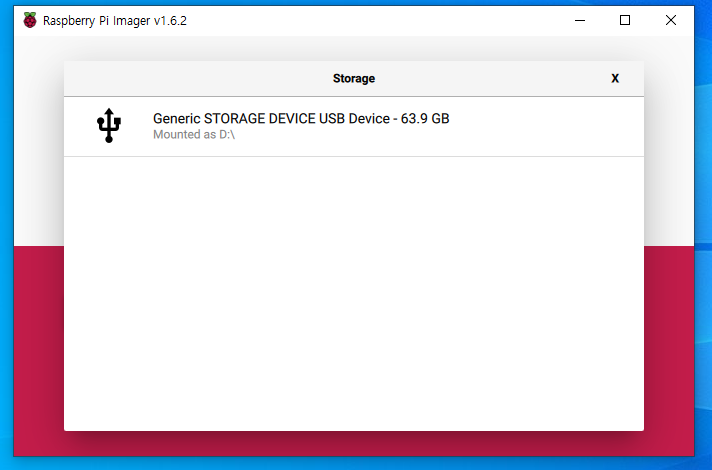 Raspberry Pi Imager v1.6.2
Storage
X
Generic STORAGE DEVICE USB Device - 63.9 GB
Mounted as D:\